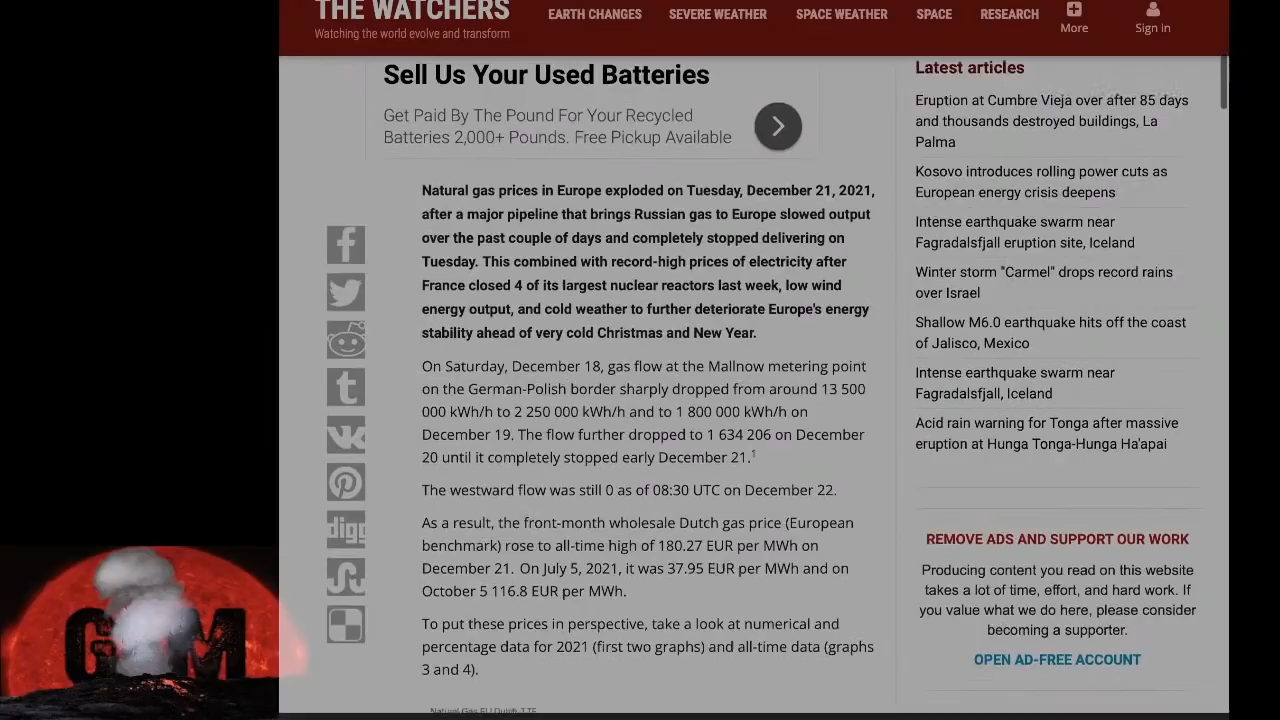 THE WATCHERS
Watching the world evolve and transform
EARTH CHANGES
SEVERE WEATHER
SPACE WEATHER
SPACE
RESEARCH
More
Sign in
Sell Us Your Used Batteries
Get Paid By The Pound For Your Recycled
Batteries 2,000+ Pounds. Free Pickup Available
Natural gas prices in Europe exploded on Tuesday, December 21, 2021,
after a major pipeline that brings Russian gas to Europe slowed output
over the past couple of days and completely stopped delivering on
Tuesday. This combined with record-high prices of electricity after
France closed 4 of its largest nuclear reactors last week, low wind
energy output, and cold weather to further deteriorate Europe's energy
stability ahead of very cold Christmas and New Year.
On Saturday, December 18, gas flow at the Mallnow metering point
on the German-Polish border sharply dropped from around 13 500
000 kWh/h to 2 250 000 kWh/h and to 1 800 000 kWh/h on
December 19. The flow further dropped to 1 634 206 on December
20 until it completely stopped early December 21.1
The westward flow was still 0 as of 08:30 UTC on December 22.
As a result, the front-month wholesale Dutch gas price (European
benchmark) rose to all-time high of 180.27 EUR per MWh on
December 21. On July 5, 2021, it was 37.95 EUR per MWh and on
October 5 116.8 EUR per MWh.
To put these prices in perspective, take a look at numerical and
percentage data for 2021 (first two graphs) and all-time data (graphs
3 and 4).
Natural Gas EU Dutch TTF
Latest articles
Eruption at Cumbre Vieja over after 85 days
and thousands destroyed buildings, La
Palma
Kosovo introduces rolling power cuts as
European energy crisis deepens
Intense earthquake swarm near
Fagradalsfjall eruption site, Iceland
Winter storm "Carmel" drops record rains
over Israel
Shallow M6.0 earthquake hits off the coast
of Jalisco, Mexico
Intense earthquake swarm near
Fagradalsfjall, Iceland
Acid rain warning for Tonga after massive
eruption at Hunga Tonga-Hunga Ha'apai
REMOVE ADS AND SUPPORT OUR WORK
Producing content you read on this website
takes a lot of time, effort, and hard work. If
you value what we do here, please consider
becoming a supporter.
OPEN AD-FREE ACCOUNT
digg